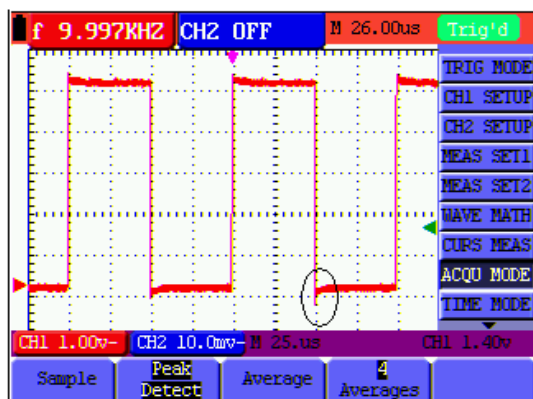 f 9.997KHZ CH2 OFF M 26.00us Trig'd
TRIG MODE
CH1 SETUP
CH2 SETUP
MEAS SET1
MEAS SET2
WAVE MATH
CURS MEAS
ACQU MODE
TIME MODE
CH1 1.00v- CH2 10.0mv- M 25.us CH1 1.40v
Sample Peak Detect Average 4 Averages